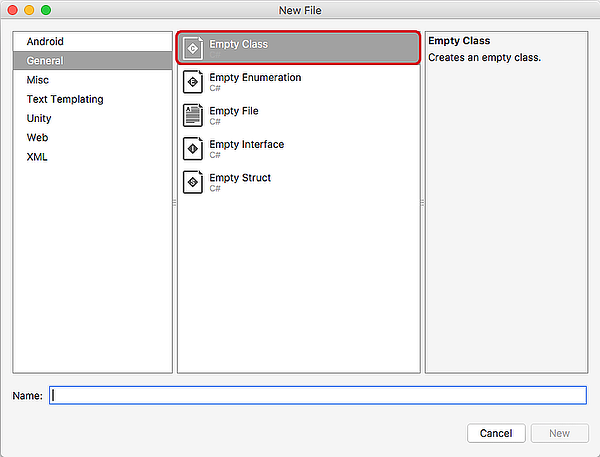 New File
Android
General
Misc
Text Templating
Unity
Web
XML
Empty Class
Empty Enumeration
C#
Empty File
C#
Empty Interface
C#
Empty Struct
C#
Empty Class
Creates an empty class.
Name:
Cancel
New